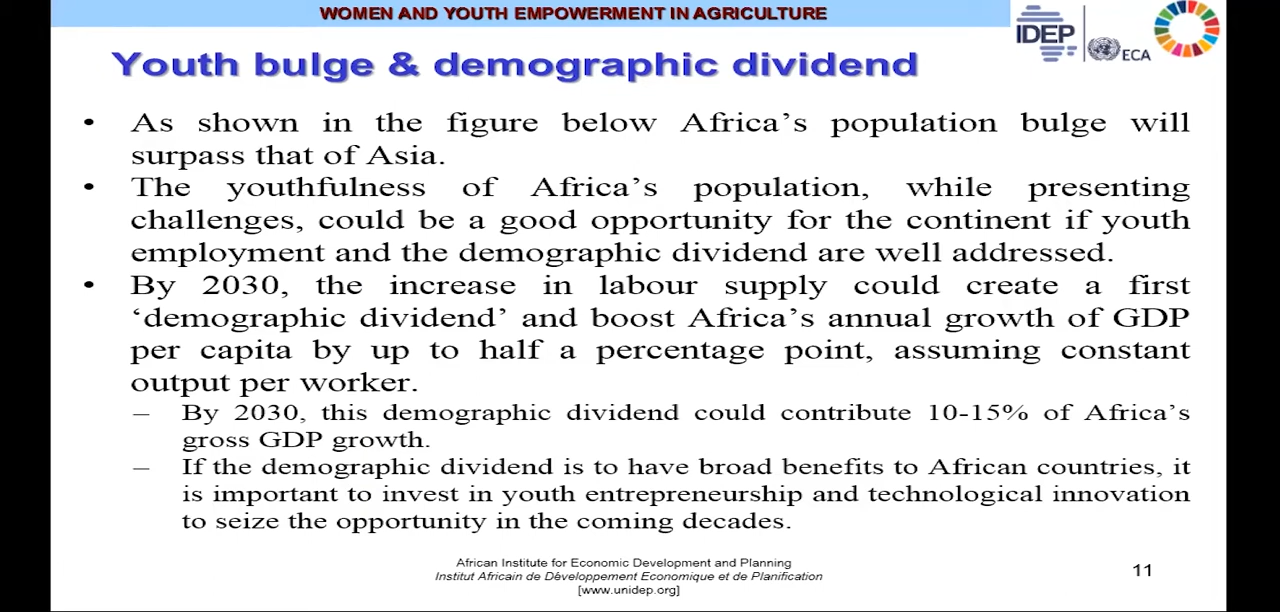 WOMEN AND YOUTH EMPOWERMENT IN AGRICULTURE
IDEP
ECA
Youth bulge & demographic dividend
• As shown in the figure below Africa's population bulge will
surpass that of Asia.
• The youthfulness of Africa's population, while presenting
challenges, could be a good opportunity for the continent if youth
employment and the demographic dividend are well addressed.
• By 2030, the increase in labour supply could create a first
‘demographic dividend’ and boost Africa's annual growth of GDP
per capita by up to half a percentage point, assuming constant
output per worker.
– By 2030, this demographic dividend could contribute 10-15% of Africa's
gross GDP growth.
– If the demographic dividend is to have broad benefits to African countries, it
is important to invest in youth entrepreneurship and technological innovation
to seize the opportunity in the coming decades.
African Institute for Economic Development and Planning
Institut Africain de Développement Economique et de Planification
[www.unidep.org]
11